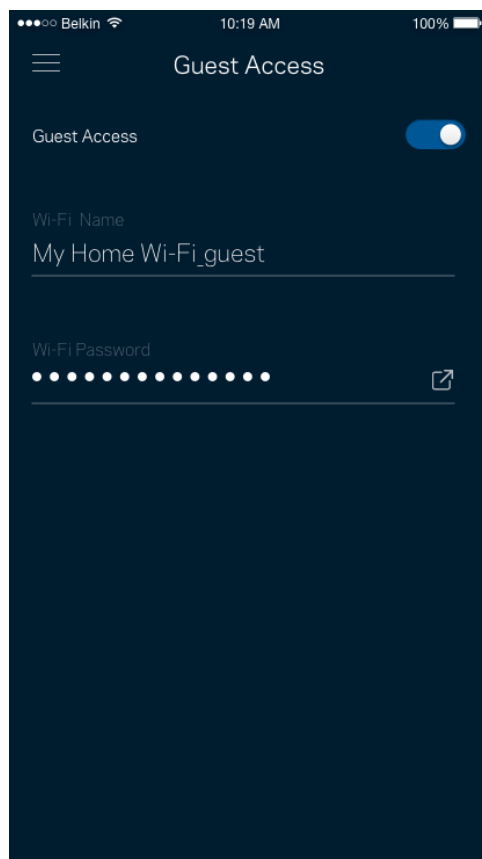 Belkin 10:19 AM 100%
Guest Access
Guest Access
Wi-Fi Name
My Home Wi-Fi_guest
Wi-Fi Password
●●●●●●●●●●●●●●